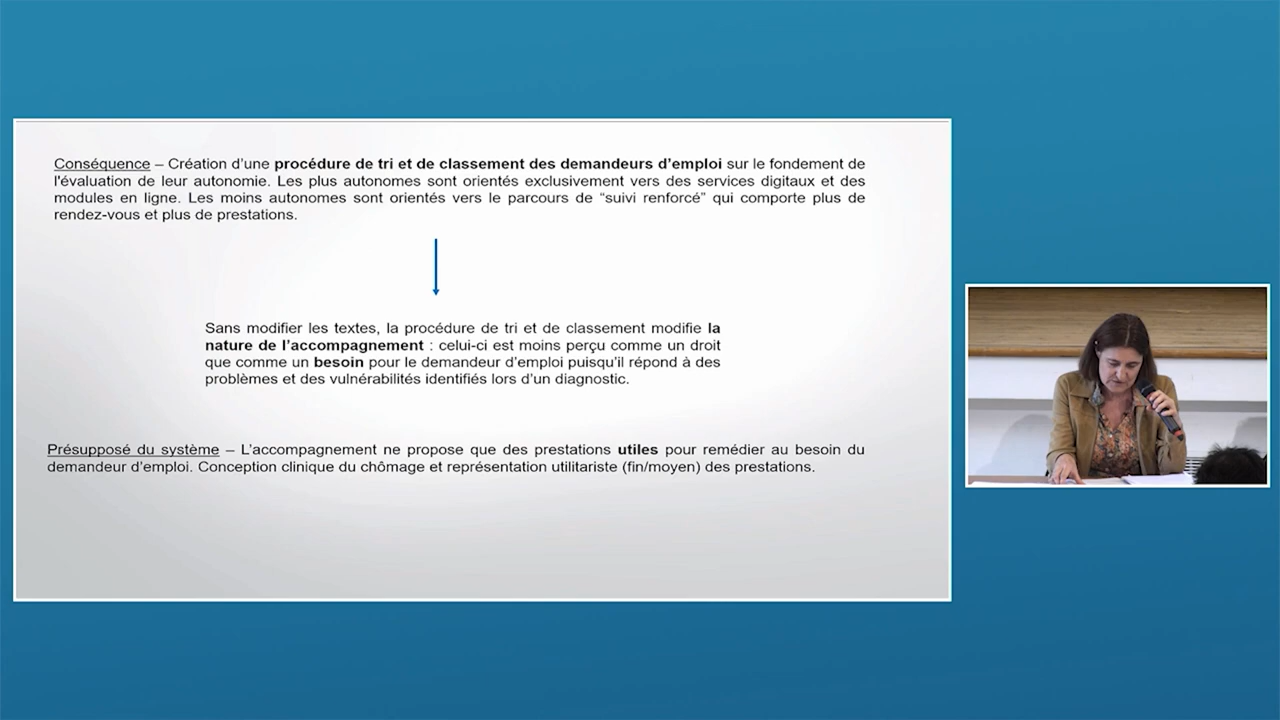 Conséquence – Création d’une procédure de tri et de classement des demandeurs d’emploi sur le fondement de
l'évaluation de leur autonomie. Les plus autonomes sont orientés exclusivement vers des services digitaux et des
modules en ligne. Les moins autonomes sont orientés vers le parcours de “suivi renforcé” qui comporte plus de
rendez-vous et plus de prestations.
Sans modifier les textes, la procédure de tri et de classement modifie la
nature de l’accompagnement : celui-ci est moins perçu comme un droit
que comme un besoin pour le demandeur d’emploi puisqu’il répond à des
problèmes et des vulnérabilités identifiés lors d’un diagnostic.
Présupposé du système – L’accompagnement ne propose que des prestations utiles pour remédier au besoin du
demandeur d’emploi. Conception clinique du chômage et représentation utilitariste (fin/moyen) des prestations.